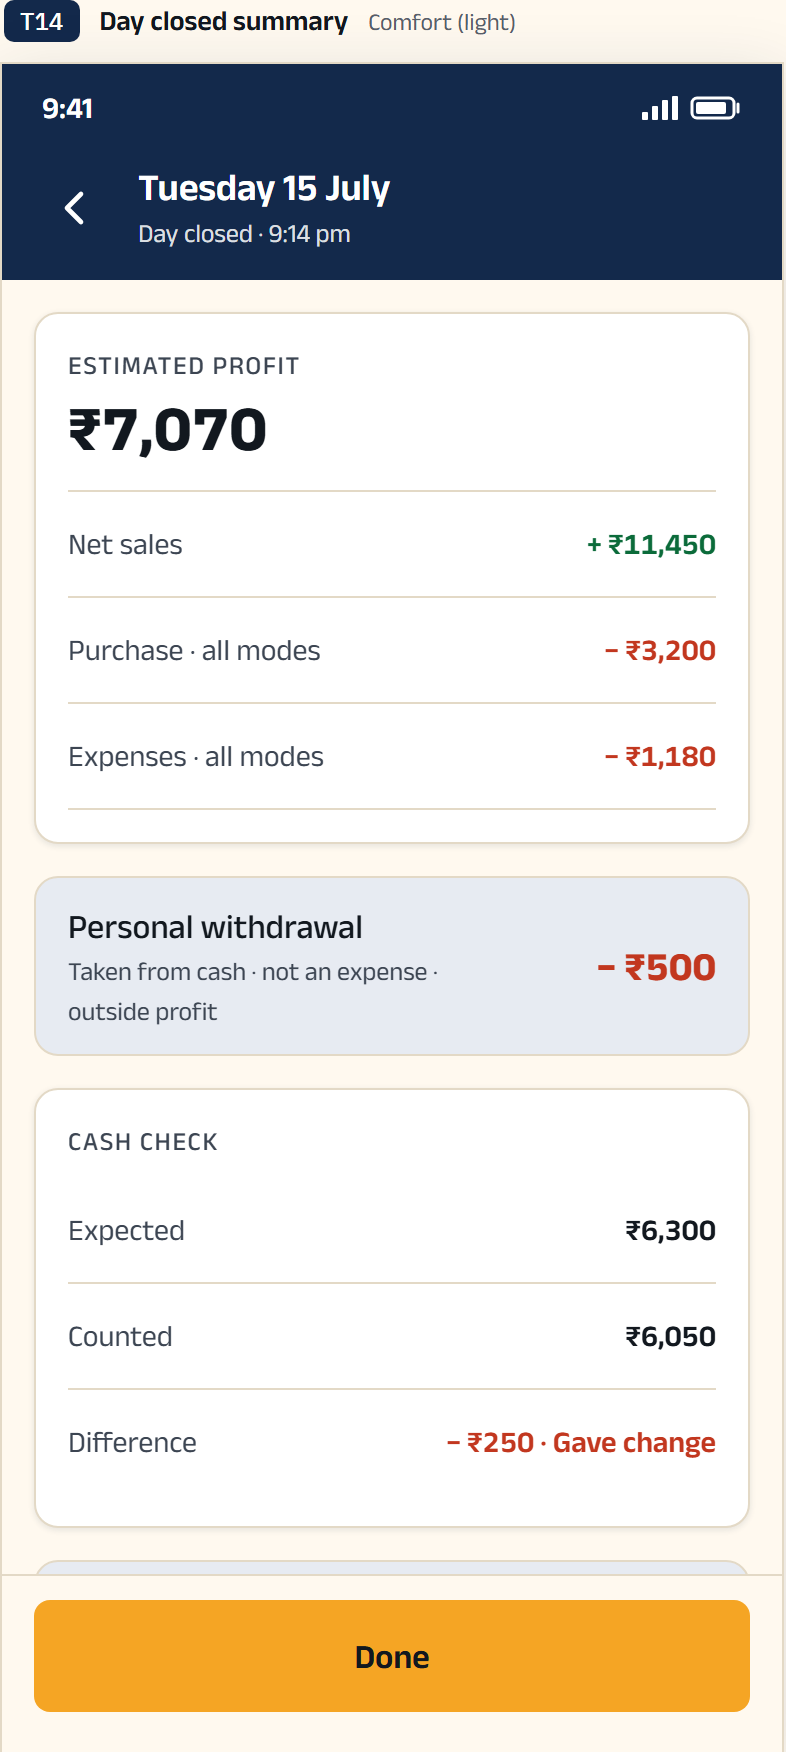 T14 Day closed summary Comfort (light)
9:41
Tuesday 15 July
Day closed · 9:14 pm
ESTIMATED PROFIT
₹7,070
Net sales + ₹11,450
Purchase · all modes − ₹3,200
Expenses · all modes − ₹1,180
Personal withdrawal
Taken from cash · not an expense ·
outside profit
− ₹500
CASH CHECK
Expected ₹6,300
Counted ₹6,050
Difference − ₹250 · Gave change
Done